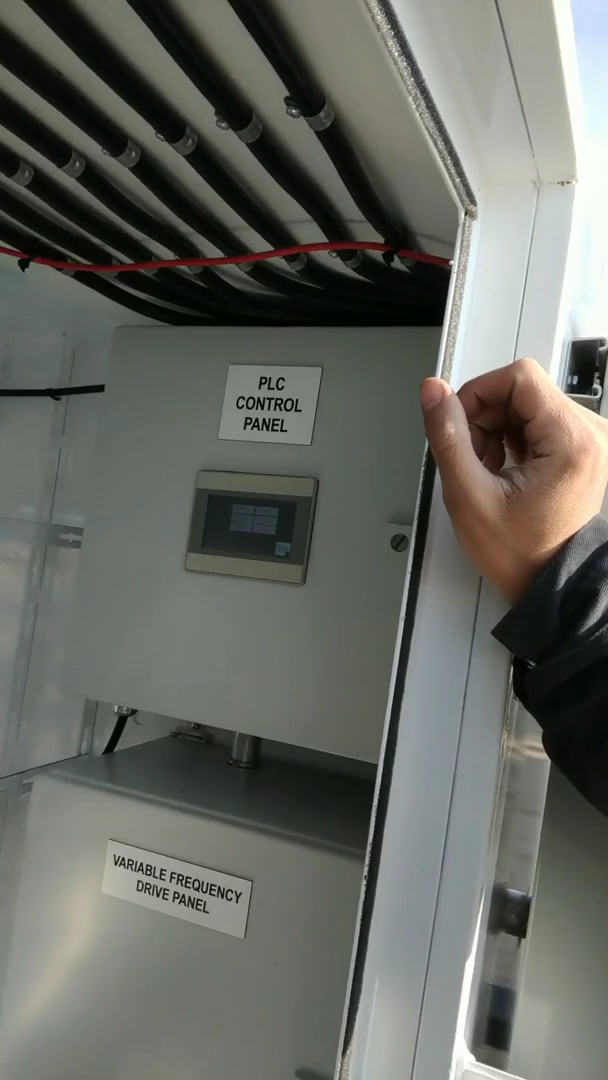 PLC
CONTROL
PANEL
VARIABLE FREQUENCY
DRIVE PANEL